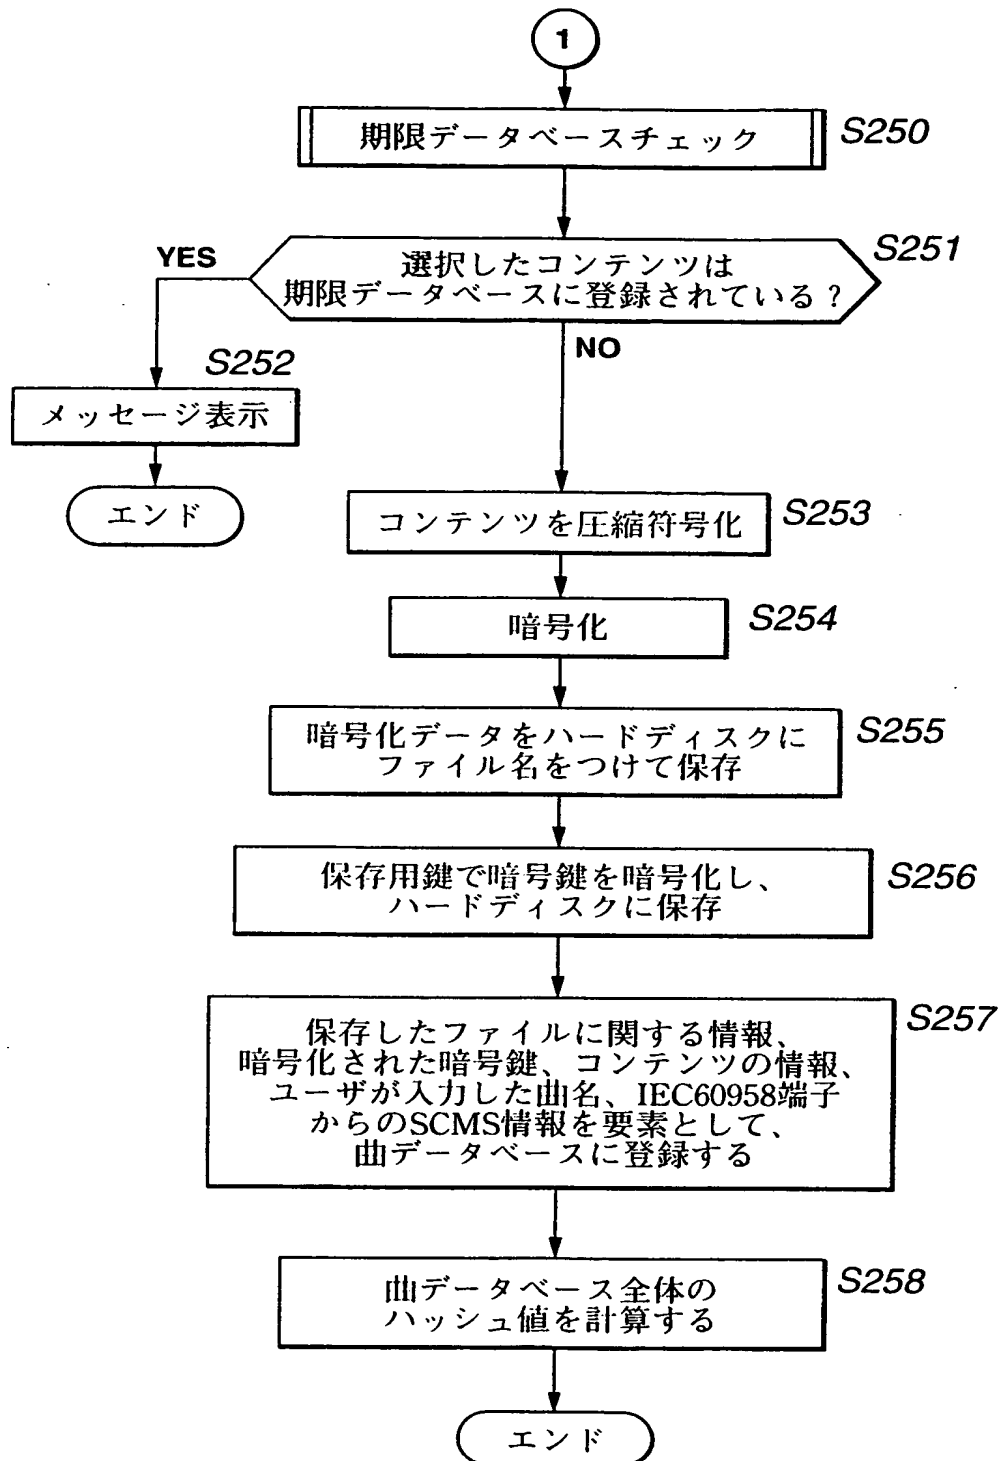 1
期限データベースチェック
S250
選択したコンテンツは
期限データベースに登録されている?
S251
YES
NO
S252
メッセージ表示
エンド
コンテンツを圧縮符号化
S253
暗号化
S254
暗号化データをハードディスクに
ファイル名をつけて保存
S255
保存用鍵で暗号鍵を暗号化し、
ハードディスクに保存
S256
保存したファイルに関する情報、
暗号化された暗号鍵、コンテンツの情報、
ユーザが入力した曲名、IEC60958端子
からのSCMS情報を要素として、
曲データベースに登録する
S257
曲データベース全体の
ハッシュ値を計算する
S258
エンド